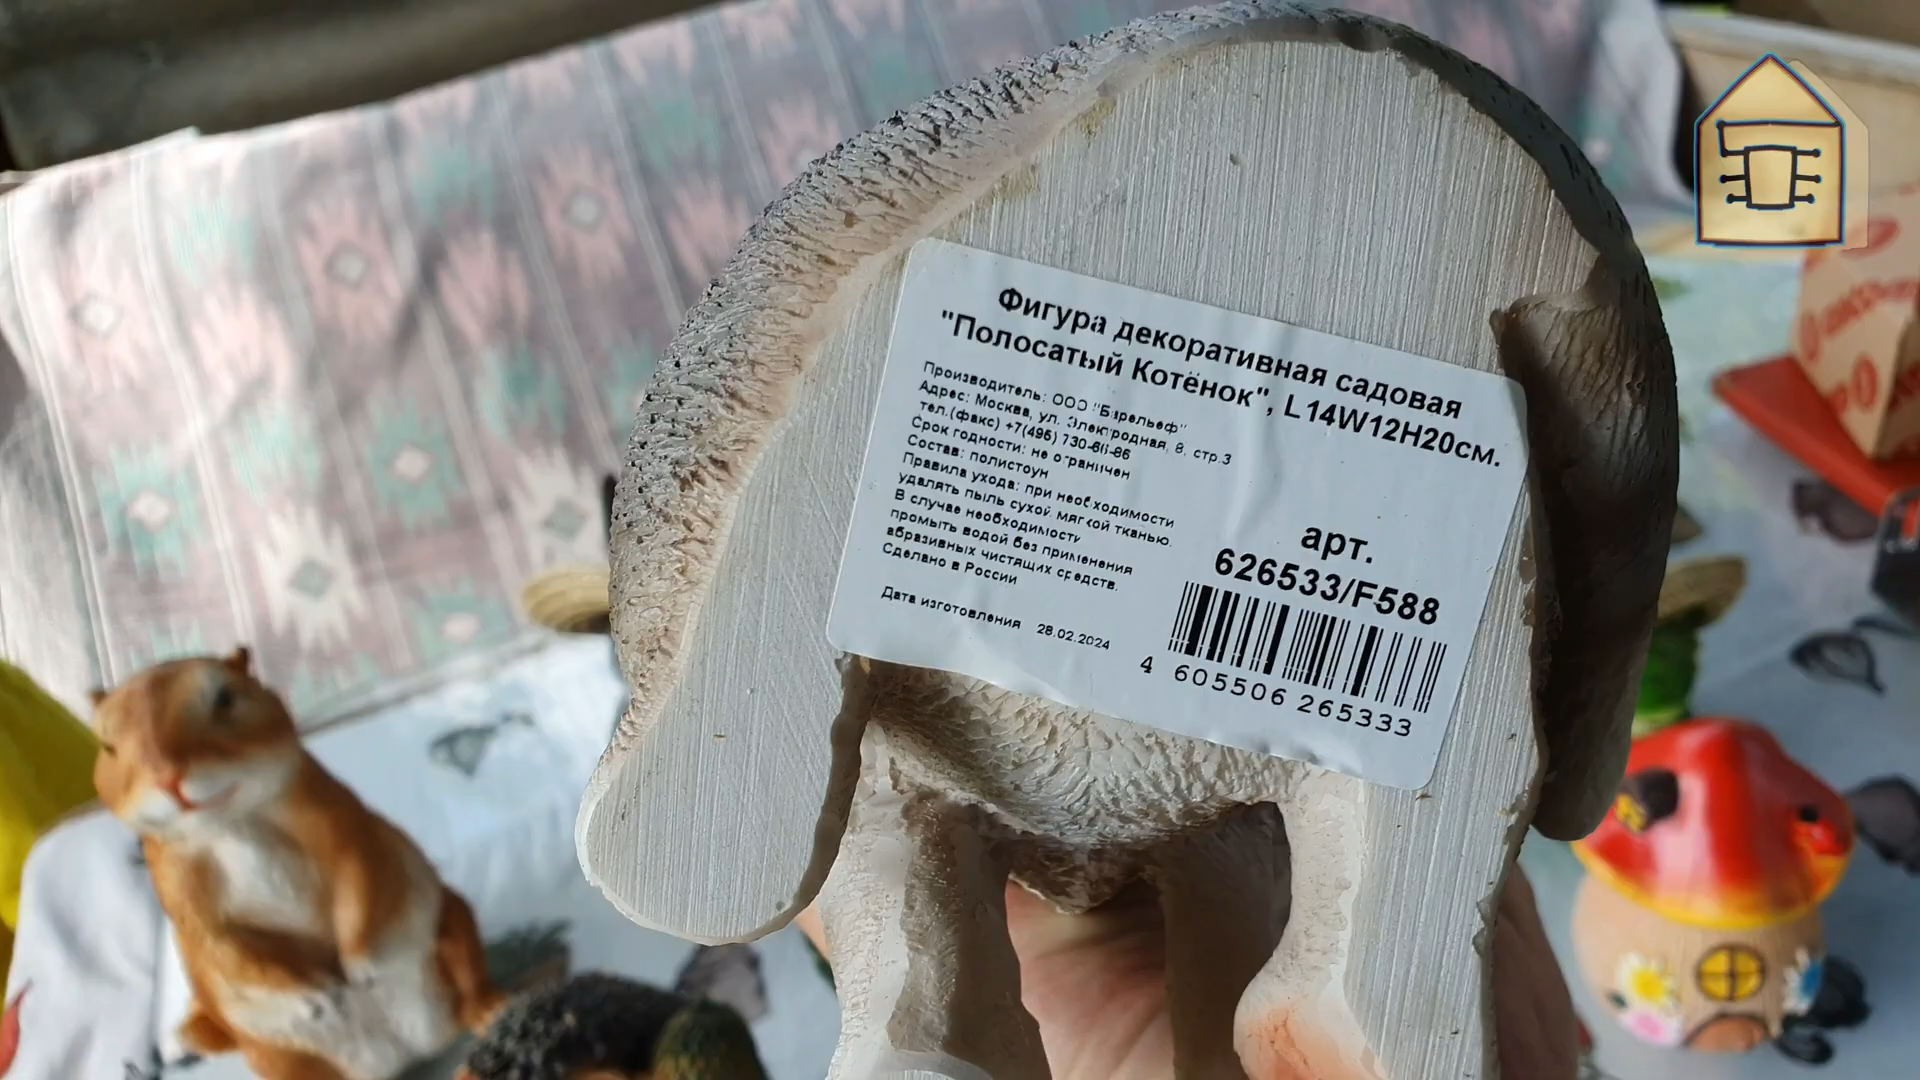 Фигура декоративная садовая
"Полосатый Котёнок", L14W12H20см.
Производитель: ООО "Барельеф"
Адрес: Москва, ул. Электродная, 8, стр.3
тел.(факс) +7(495) 730-66-86
Срок годности: не ограничен
Состав: полистоун
Правила ухода: при необходимости
удалять пыль сухой, мягкой тканью.
В случае необходимости
промыть водой без применения
абразивных чистящих средств.
Сделано в России
Дата изготовления 28.02.2024
арт.
626533/F588
4 605506 265333